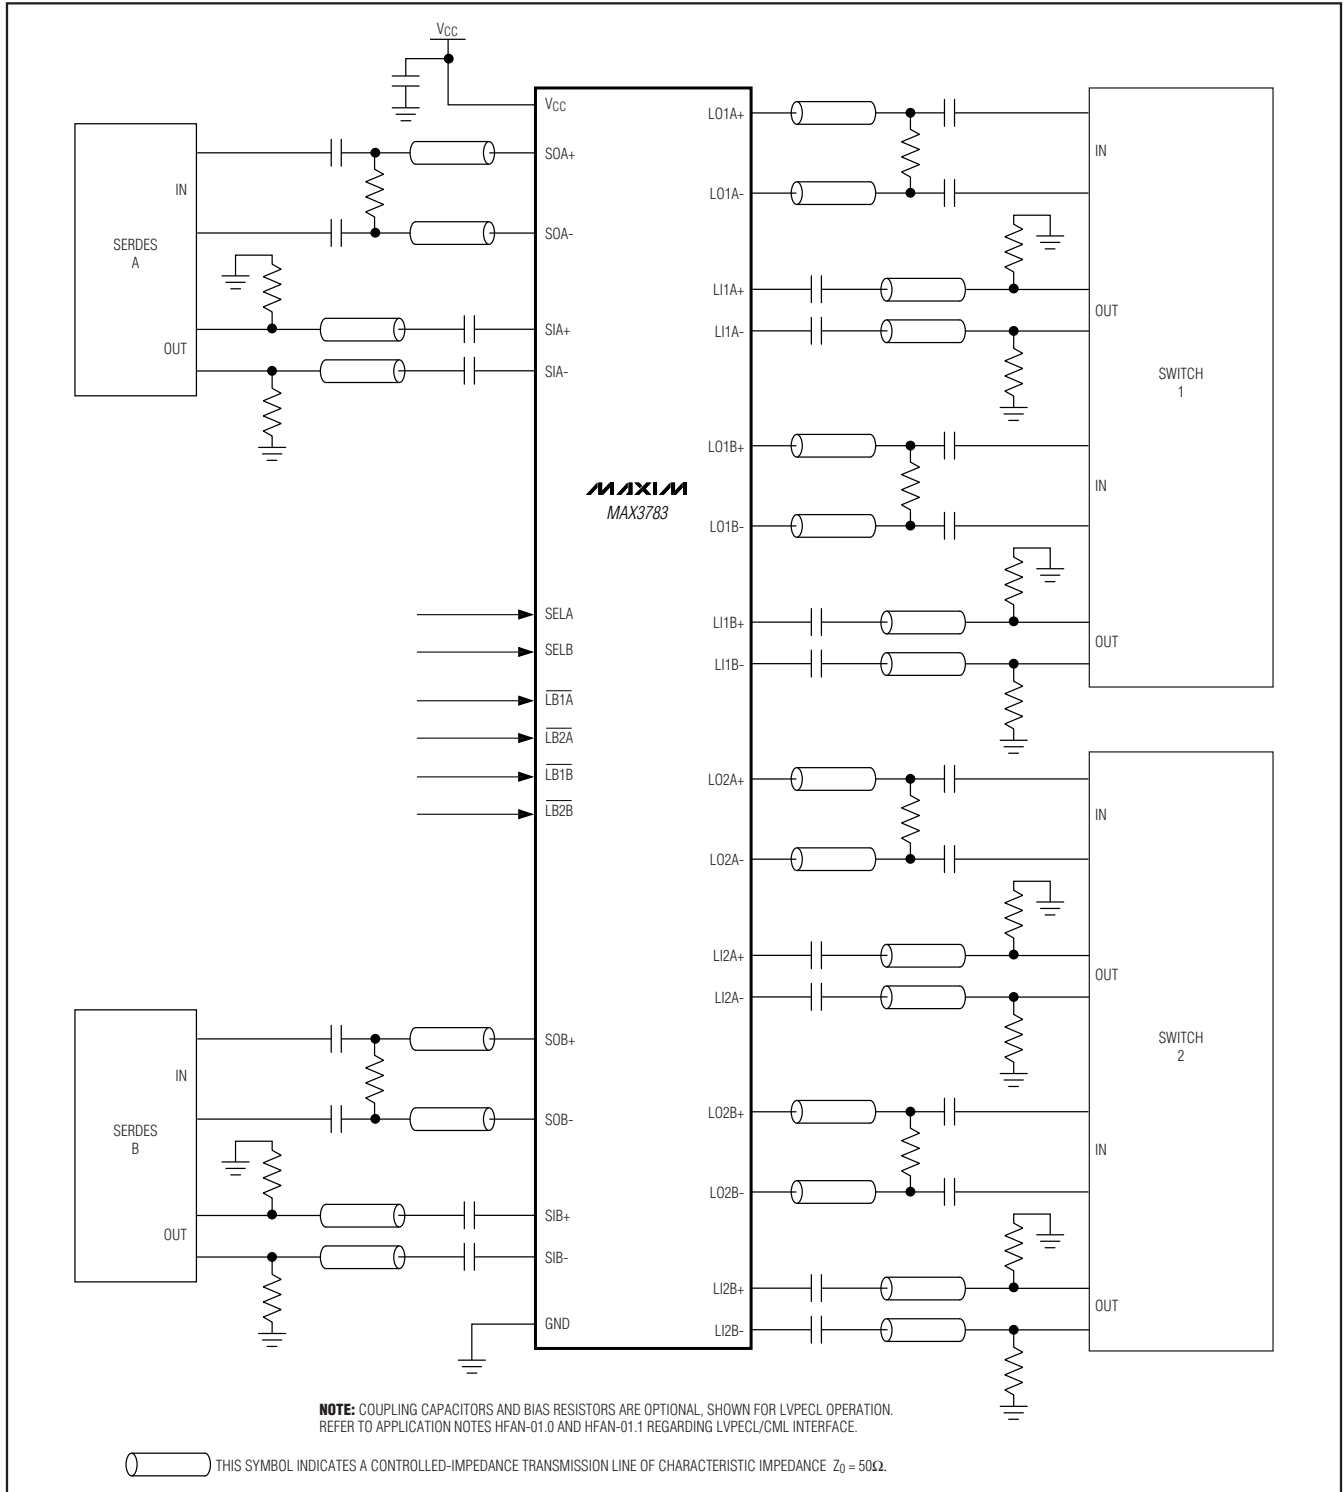 VCC
VCC
SERDES
A
IN
OUT
SOA+
SOA-
SIA+
SIA-
MAXIM
MAX3783
SELA
SELB
LB1A
LB2A
LB1B
LB2B
SERDES
B
IN
OUT
SOB+
SOB-
SIB+
SIB-
GND
LO1A+
LO1A-
LI1A+
LI1A-
LO1B+
LO1B-
LI1B+
LI1B-
LO2A+
LO2A-
LI2A+
LI2A-
LO2B+
LO2B-
LI2B+
LI2B-
IN
OUT
IN
OUT
SWITCH
1
IN
OUT
IN
OUT
SWITCH
2
NOTE: COUPLING CAPACITORS AND BIAS RESISTORS ARE OPTIONAL, SHOWN FOR LVPECL OPERATION.
REFER TO APPLICATION NOTES HFAN-01.0 AND HFAN-01.1 REGARDING LVPECL/CML INTERFACE.
THIS SYMBOL INDICATES A CONTROLLED-IMPEDANCE TRANSMISSION LINE OF CHARACTERISTIC IMPEDANCE Z0 = 50Ω.